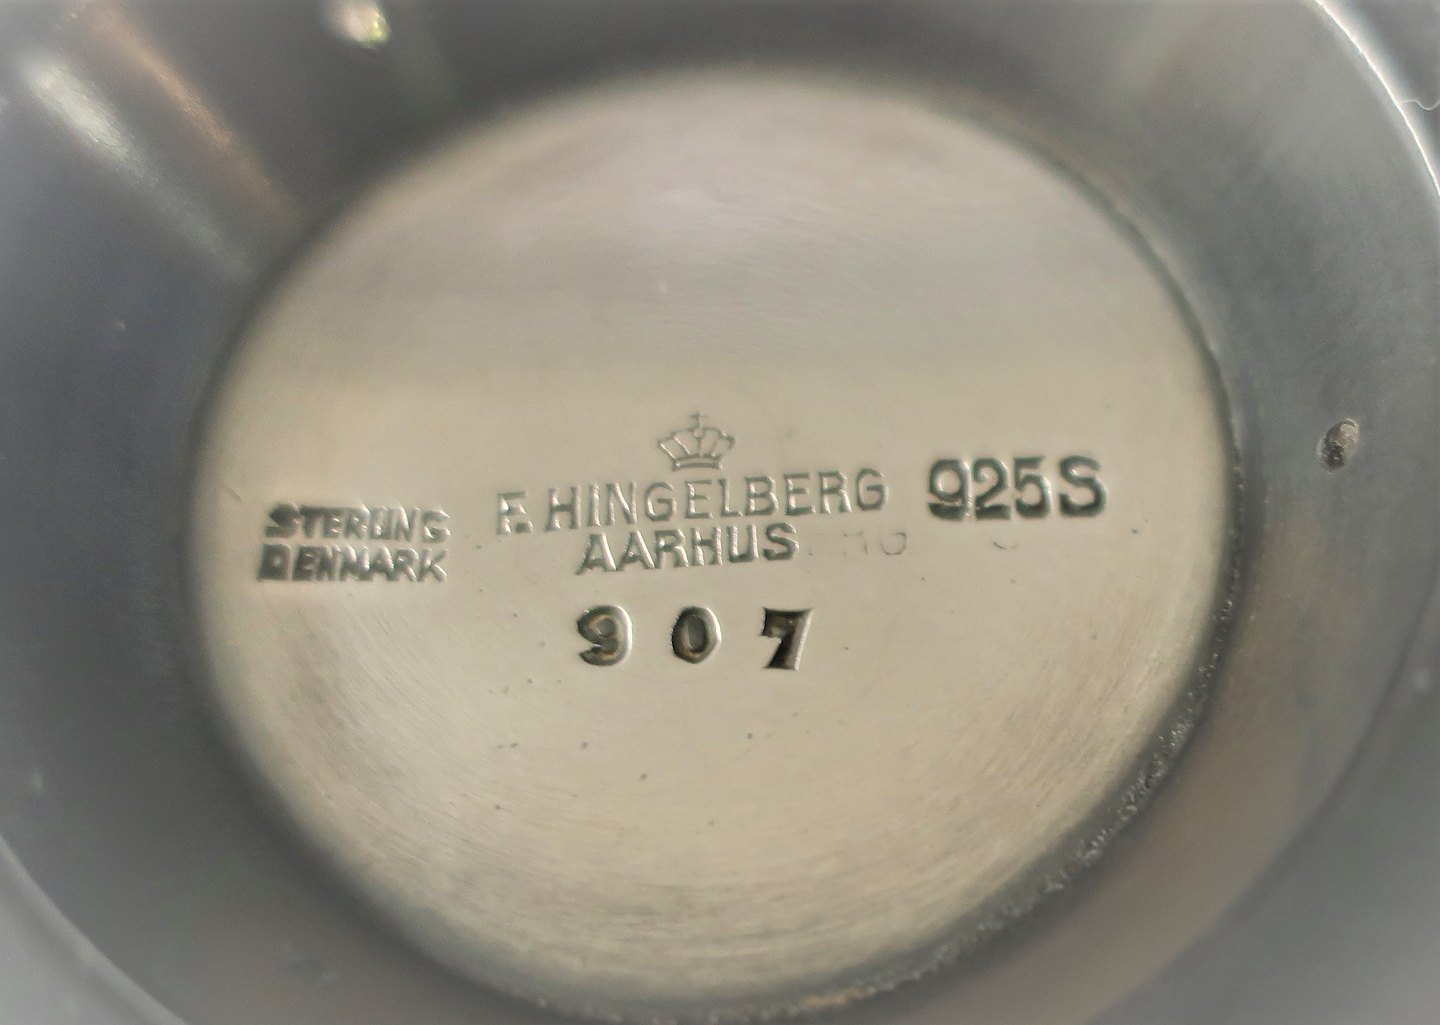 STERLING
DENMARK
F. HINGELBERG
AARHUS
925S
907